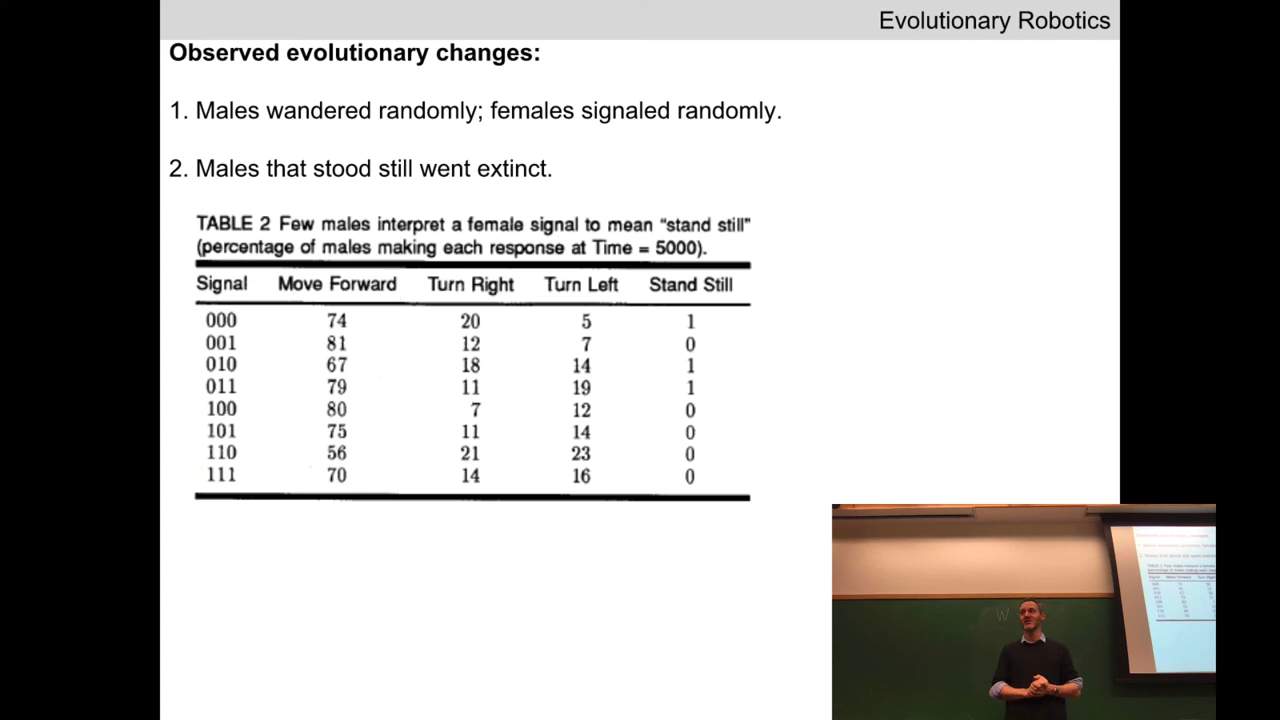 Evolutionary Robotics
Observed evolutionary changes:
1. Males wandered randomly; females signaled randomly.
2. Males that stood still went extinct.
TABLE 2 Few males interpret a female signal to mean “stand still”
(percentage of males making each response at Time = 5000).
Signal Move Forward Turn Right Turn Left Stand Still
000 74 20 5 1
001 81 12 7 0
010 67 18 14 1
011 79 11 19 1
100 80 7 12 0
101 75 11 14 0
110 56 21 23 0
111 70 14 16 0
W